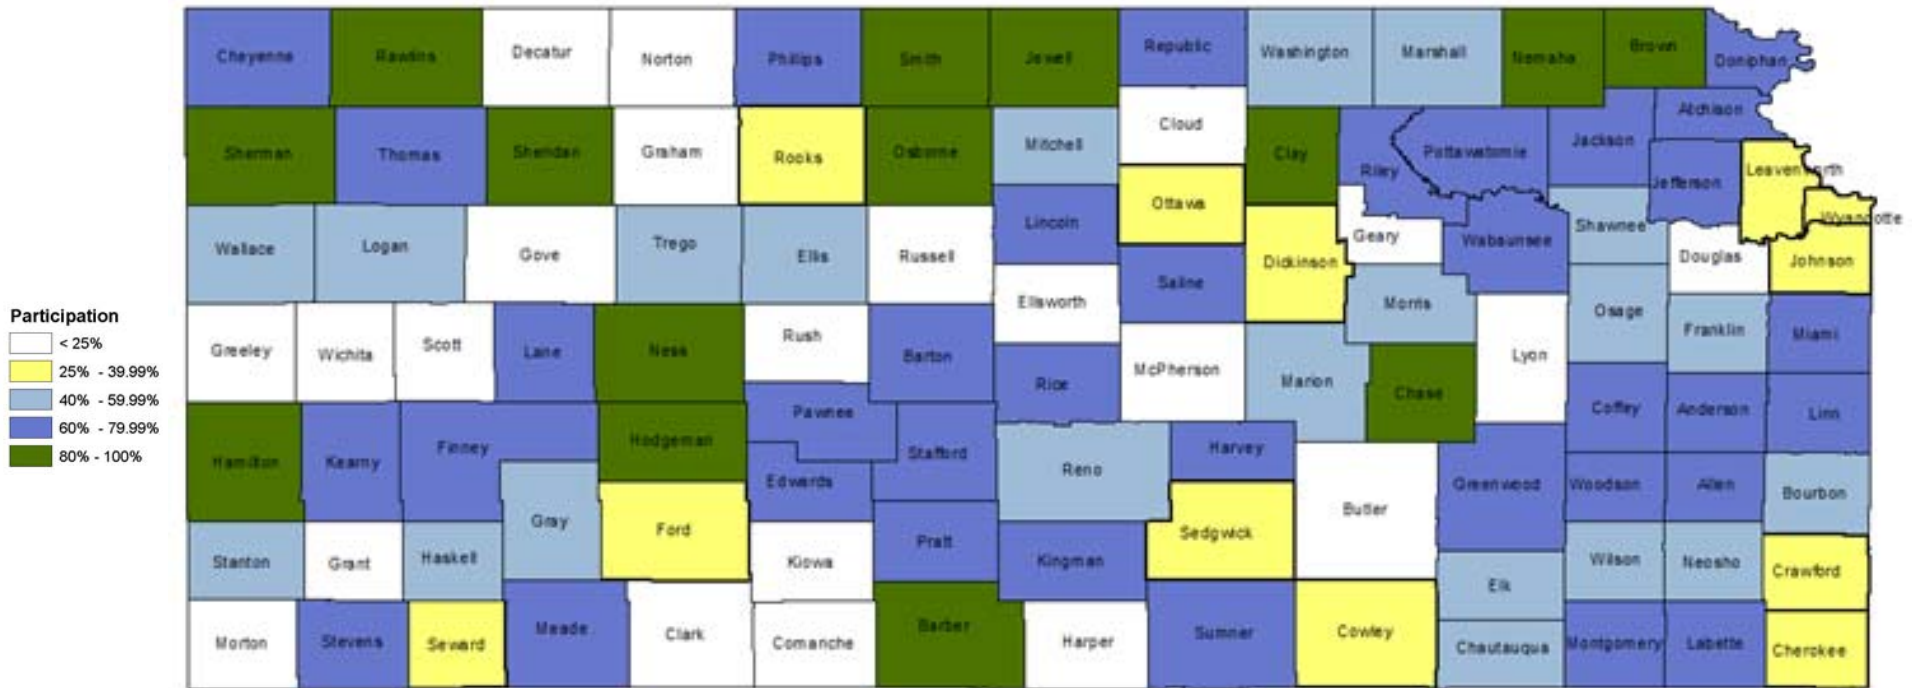 Cheyenne
Rawlins
Decatur
Norton
Phillips
Smith
Jewell
Republic
Washington
Marshall
Nemaha
Brown
Doniphan
Sherman
Thomas
Sheridan
Graham
Rooks
Osborne
Mitchell
Cloud
Clay
Riley
Pottawatomie
Jackson
Atchison
Jefferson
Leavenworth
Wyandotte
Wallace
Logan
Gove
Trego
Ellis
Russell
Lincoln
Ottawa
Saline
Dickinson
Geary
Wabaunsee
Shawnee
Douglas
Johnson
Participation
< 25%
25% - 39.99%
40% - 59.99%
60% - 79.99%
80% - 100%
Greeley
Wichita
Scott
Lane
Ness
Rush
Barton
Ellsworth
Rice
McPherson
Marion
Morris
Chase
Lyon
Osage
Franklin
Miami
Hamilton
Kearny
Finney
Hodgeman
Pawnee
Edwards
Stafford
Reno
Harvey
Butler
Greenwood
Coffey
Anderson
Linn
Woodson
Allen
Bourbon
Stanton
Grant
Haskell
Gray
Ford
Kiowa
Pratt
Kingman
Sedgwick
Elk
Wilson
Neosho
Crawford
Morton
Stevens
Seward
Meade
Clark
Comanche
Barber
Harper
Sumner
Cowley
Chautauqua
Montgomery
Labette
Cherokee